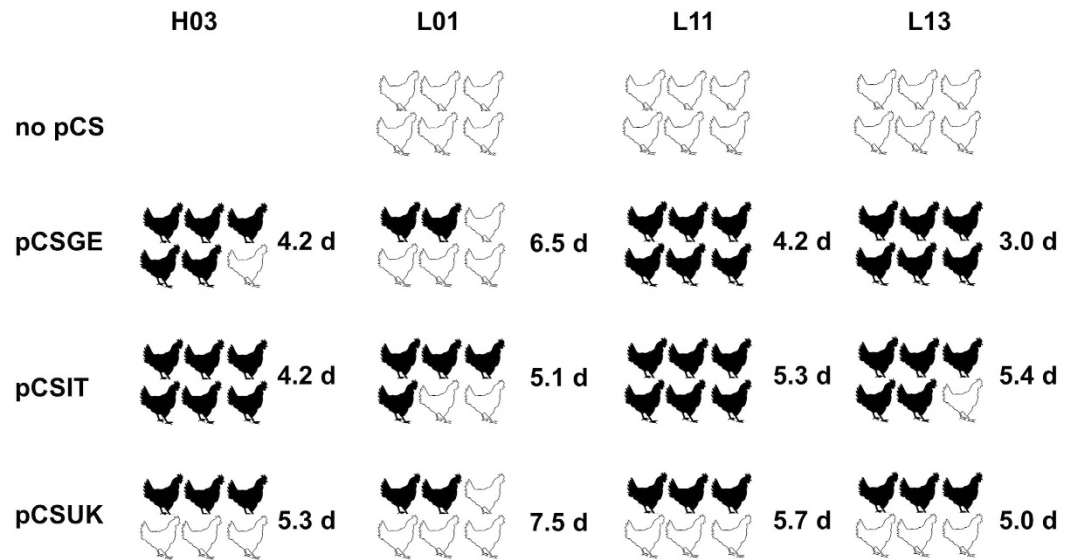 H03 L01 L11 L13
no pCS
pCSGE 4.2 d 6.5 d 4.2 d 3.0 d
pCSIT 4.2 d 5.1 d 5.3 d 5.4 d
pCSUK 5.3 d 7.5 d 5.7 d 5.0 d